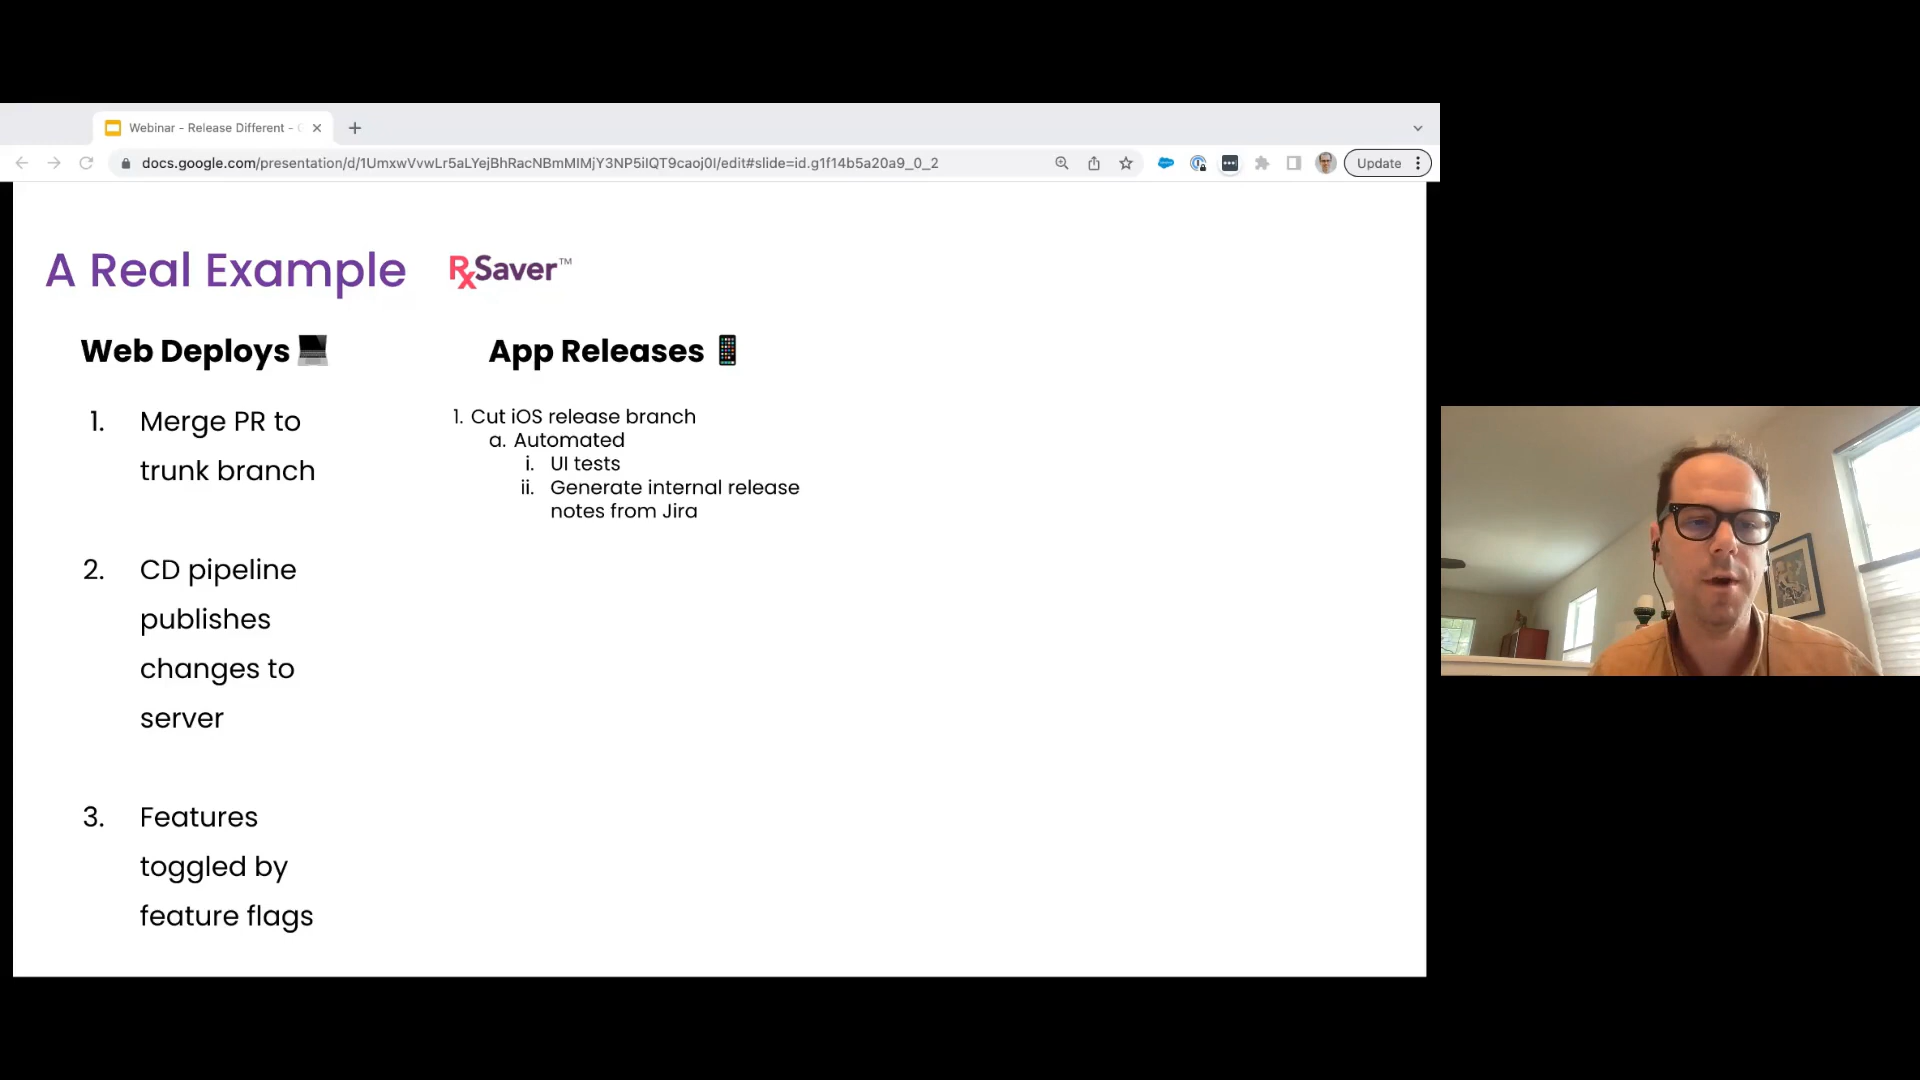 Webinar - Release Different -
docs.google.com/presentation/d/1UmxwVvwLr5aLYejBhRacNBmMIMjY3NP5iIQT9caoj0I/edit#slide=id.g1f14b5a20a9_0_2
Update
A Real Example
RxSaver™
Web Deploys
App Releases
1. Merge PR to
trunk branch
2. CD pipeline
publishes
changes to
server
3. Features
toggled by
feature flags
1. Cut iOS release branch
a. Automated
i. UI tests
ii. Generate internal release
notes from Jira